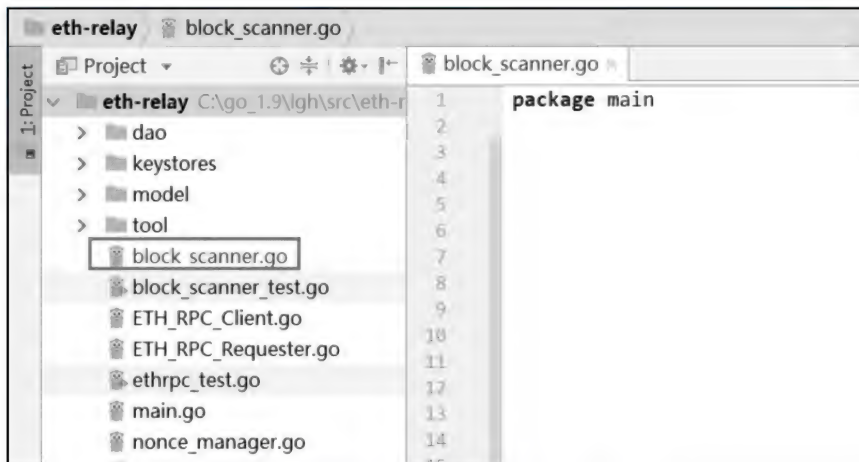 eth-relay block_scanner.go
1: Project
Project
eth-relay C:\go_1.9\lgh\src\eth-r
dao
keystores
model
tool
block_scanner.go
block_scanner_test.go
ETH_RPC_Client.go
ETH_RPC_Requester.go
ethrpc_test.go
main.go
nonce_manager.go
block_scanner.go
1 package main
2
3
4
5
6
7
8
9
10
11
12
13
14